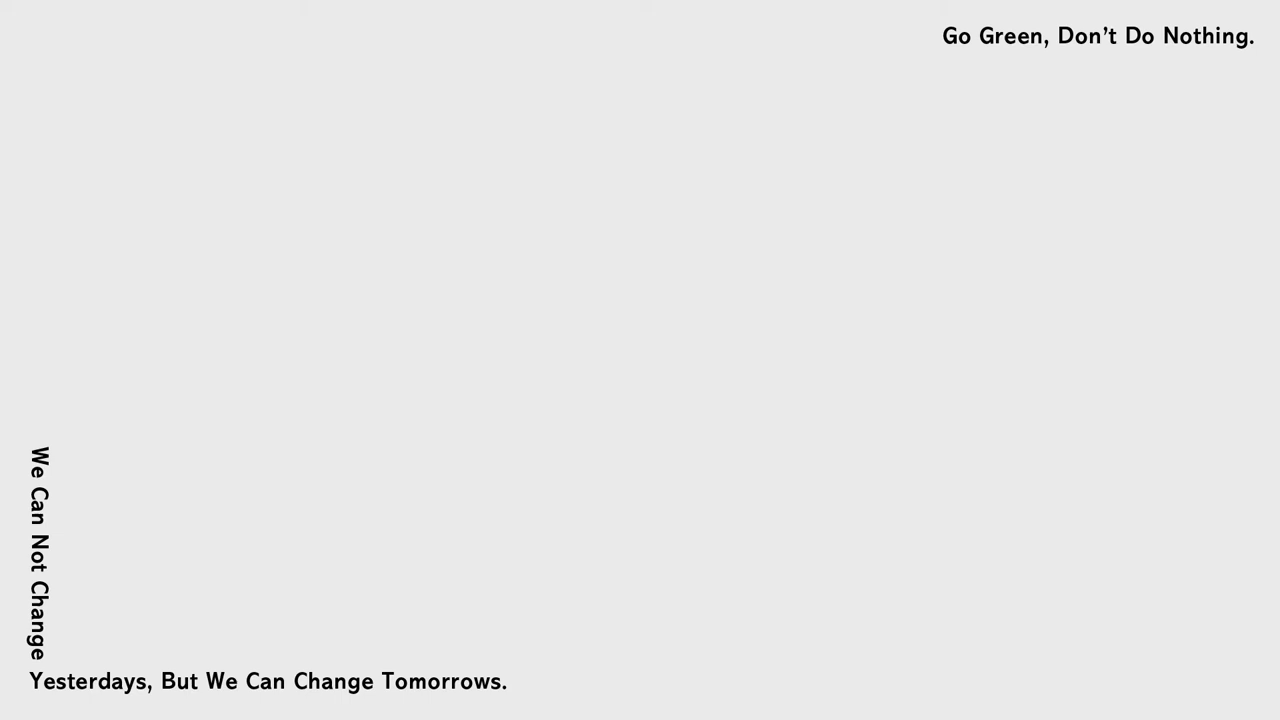 Go Green, Don’t Do Nothing.
We Can Not Change
Yesterdays, But We Can Change Tomorrows.